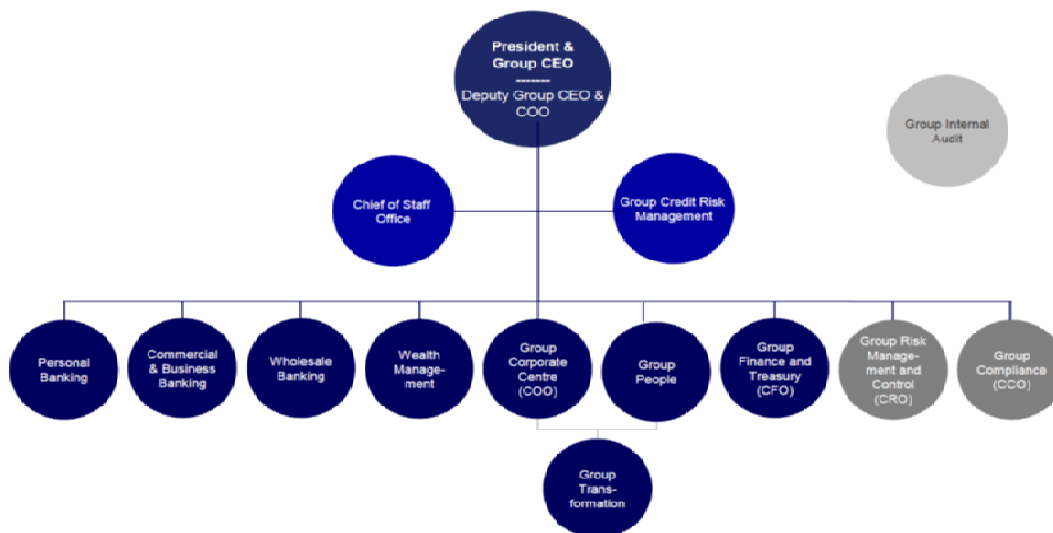 President &
Group CEO
-------
Deputy Group CEO &
COO
Group Internal
Audit
Chief of Staff
Office
Group Credit Risk
Management
Personal
Banking
Commercial
& Business
Banking
Wholesale
Banking
Wealth
Manage-
ment
Group
Corporate
Centre
(COO)
Group
People
Group
Finance and
Treasury
(CFO)
Group Risk
Manage-
ment and
Control
(CRO)
Group
Compliance
(CCO)
Group
Trans-
formation